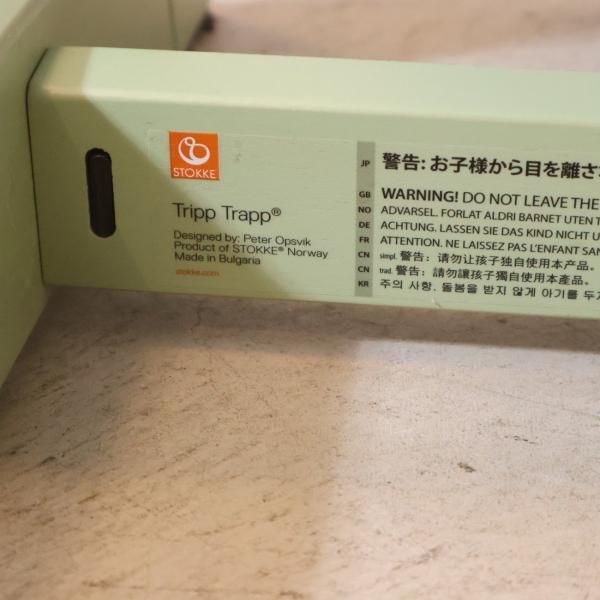 STOKKE
Tripp Trapp®
Designed by: Peter Opsvik
Product of STOKKE® Norway
Made in Bulgaria
stokke.com
JP 警告: お子様から目を離さ
GB WARNING! DO NOT LEAVE THE
NO ADVARSEL. FORLAT ALDRI BARNET UTEN
DE ACHTUNG. LASSEN SIE DAS KIND NICHT
FR ATTENTION. NE LAISSEZ PAS L'ENFANT
CN simpl. 警告：请勿让孩子独自使用本产品。
CN trad. 警告：請勿讓孩子獨自使用本產品。
KR 주의 사항. 돌봄을 받지 않게 아기를